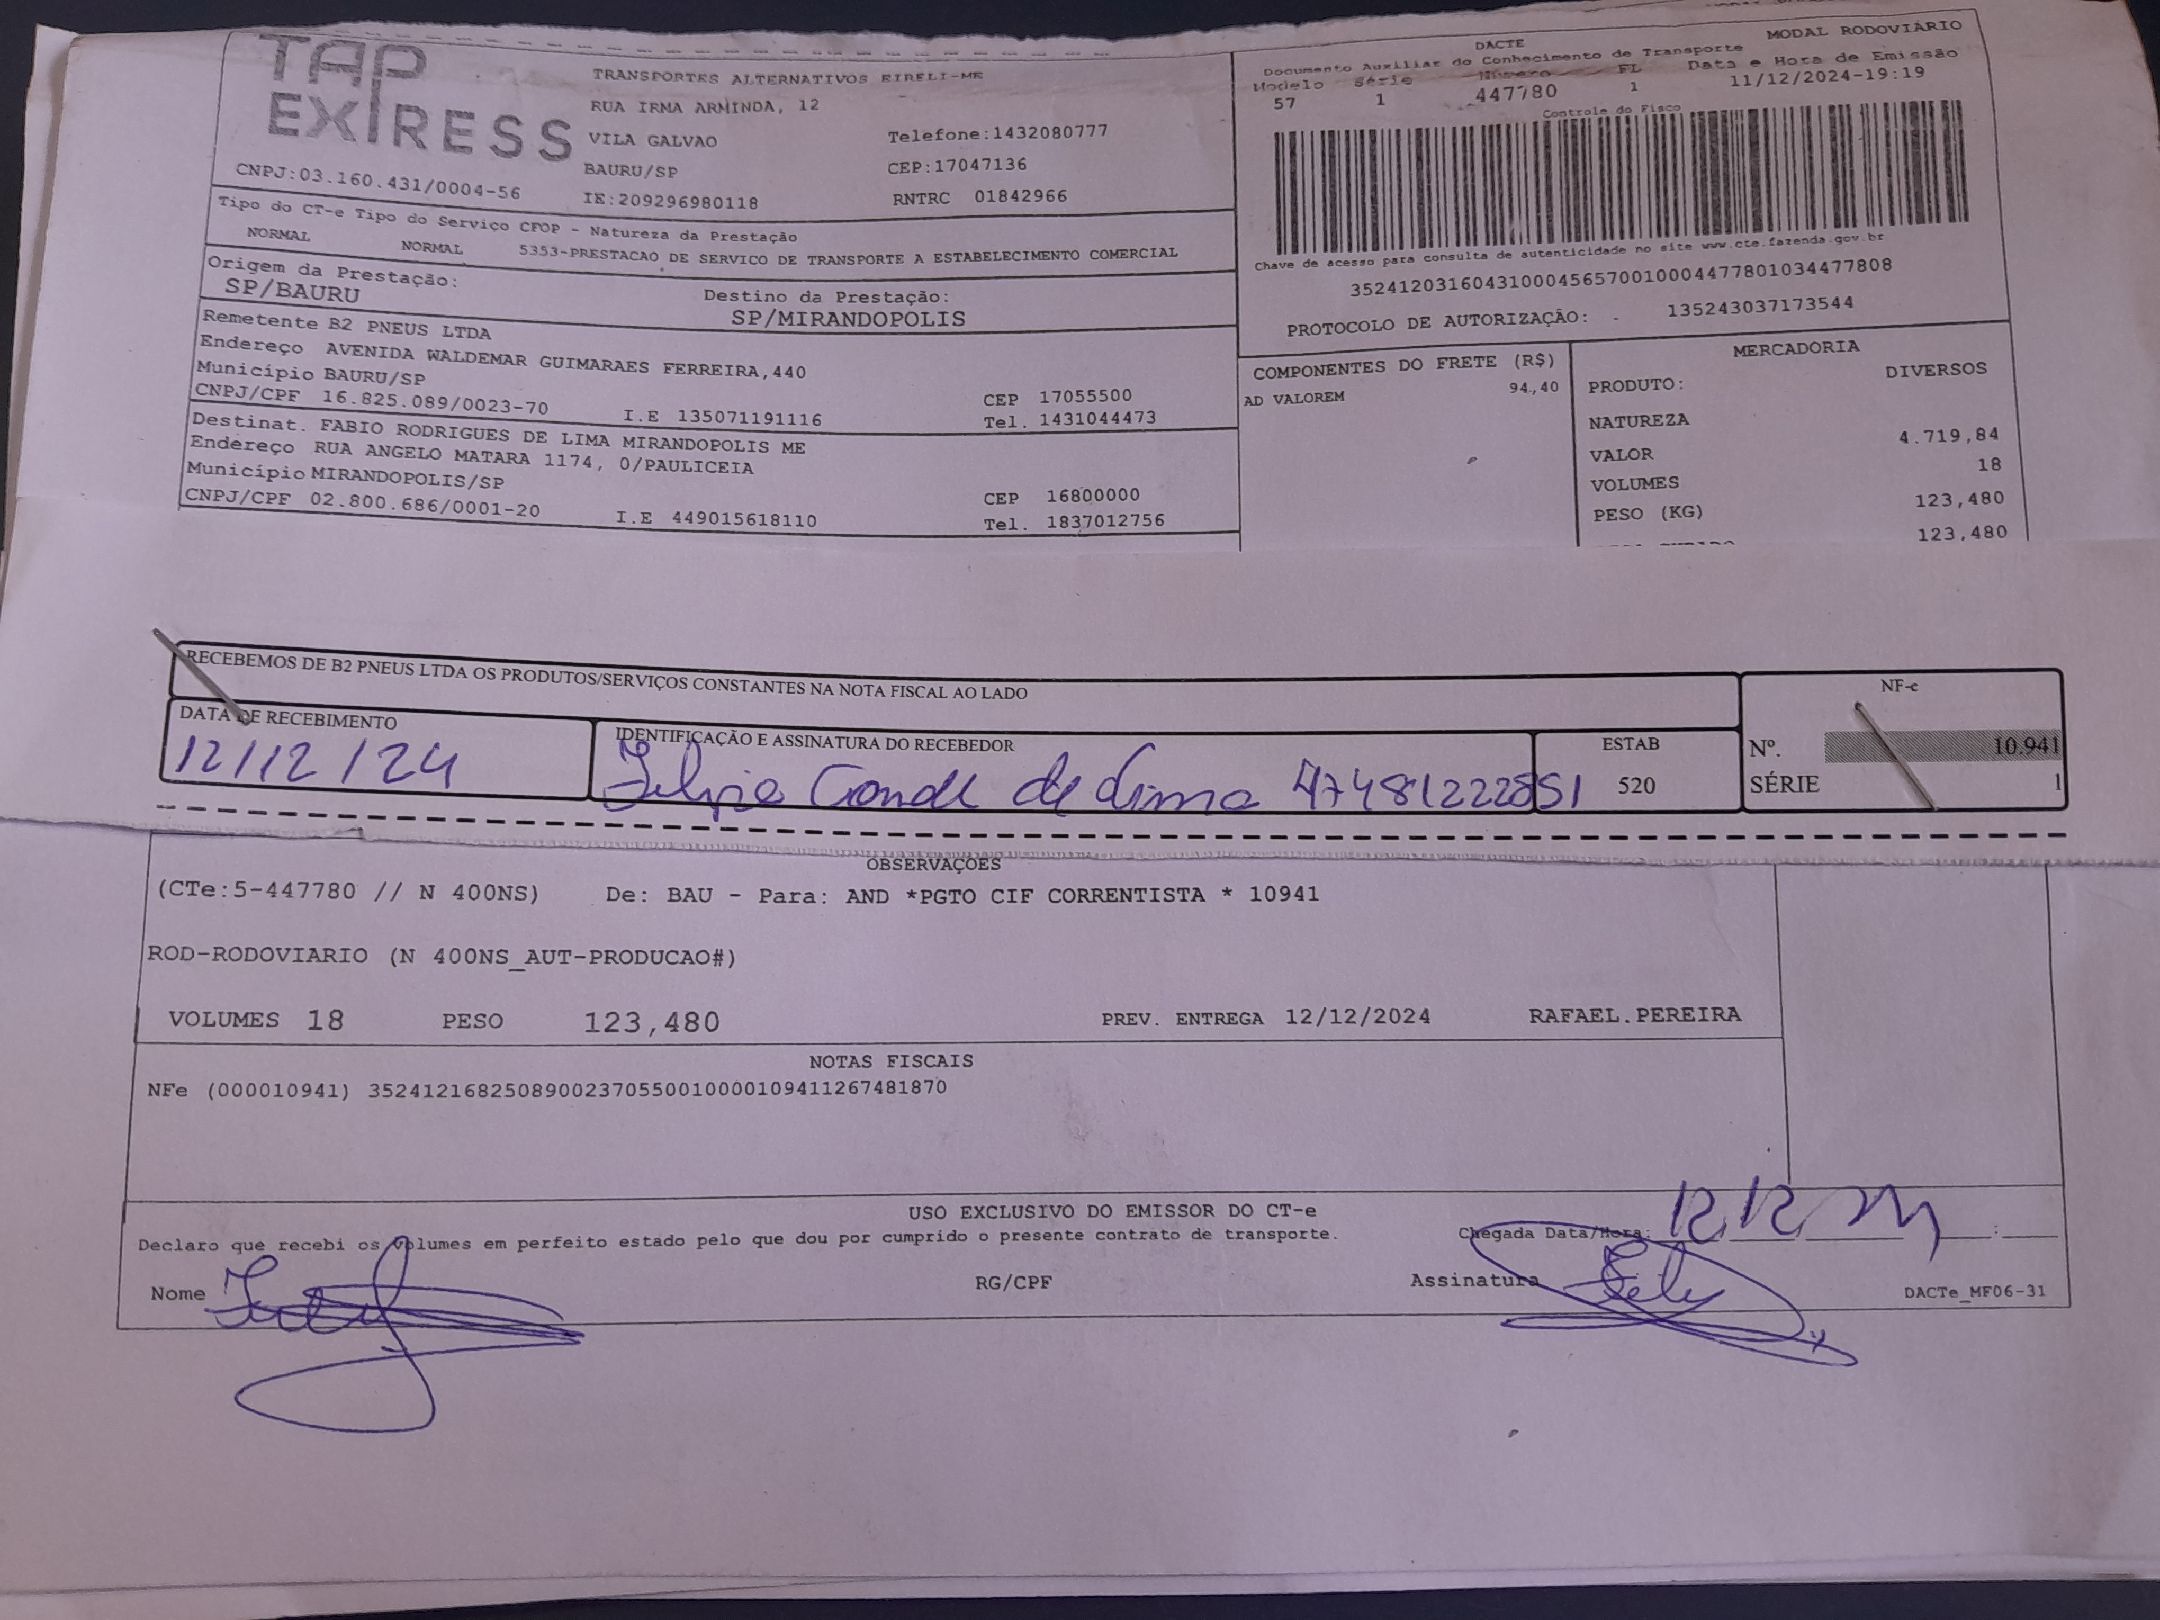 TAP
EXPRESS
TRANSPORTES ALTERNATIVOS EIRELI-ME
RUA IRMA ARMINDA, 12
VILA GALVAO Telefone:1432080777
BAURU/SP CEP:17047136
CNPJ:03.160.431/0004-56 IE:209296980118 RNTRC 01842966
DACTE MODAL RODOVIÁRIO
Documento Auxiliar do Conhecimento de Transporte
Modelo Série Número FL Data e Hora de Emissão
57 1 447780 1 11/12/2024-19:19
Controle do Fisco
Chave de acesso para consulta de autenticidade no site www.cte.fazenda.gov.br
35241203160431000456570010004477801034477808
PROTOCOLO DE AUTORIZAÇÃO: 135243037173544
Tipo do CT-e Tipo do Serviço CFOP - Natureza da Prestação
NORMAL NORMAL 5353-PRESTACAO DE SERVICO DE TRANSPORTE A ESTABELECIMENTO COMERCIAL
Origem da Prestação: Destino da Prestação:
SP/BAURU SP/MIRANDOPOLIS
Remetente B2 PNEUS LTDA
Endereço AVENIDA WALDEMAR GUIMARAES FERREIRA,440
Município BAURU/SP CEP 17055500
CNPJ/CPF 16.825.089/0023-70 I.E 135071191116 Tel. 1431044473
Destinat. FABIO RODRIGUES DE LIMA MIRANDOPOLIS ME
Endereço RUA ANGELO MATARA 1174, 0/PAULICEIA
Município MIRANDOPOLIS/SP CEP 16800000
CNPJ/CPF 02.800.686/0001-20 I.E 449015618110 Tel. 1837012756
COMPONENTES DO FRETE (R$)
AD VALOREM 94,40
MERCADORIA
PRODUTO: DIVERSOS
NATUREZA
VALOR 4.719,84
VOLUMES 18
PESO (KG) 123,480
123,480
RECEBEMOS DE B2 PNEUS LTDA OS PRODUTOS/SERVIÇOS CONSTANTES NA NOTA FISCAL AO LADO
DATA DE RECEBIMENTO IDENTIFICAÇÃO E ASSINATURA DO RECEBEDOR ESTAB NF-e
12/12/24 Felipe Conde de Lima 47481222851 520 Nº. 10.941
SÉRIE 1
OBSERVAÇOES
(CTe:5-447780 // N 400NS) De: BAU - Para: AND *PGTO CIF CORRENTISTA * 10941
ROD-RODOVIARIO (N 400NS_AUT-PRODUCAO#)
VOLUMES 18 PESO 123,480 PREV. ENTREGA 12/12/2024 RAFAEL.PEREIRA
NOTAS FISCAIS
NFe (000010941) 35241216825089002370550010000109411267481870
USO EXCLUSIVO DO EMISSOR DO CT-e
Declaro que recebi os volumes em perfeito estado pelo que dou por cumprido o presente contrato de transporte. Chegada Data/Hora: 12 12 24 :
Nome RG/CPF Assinatura DACTe_MF06-31